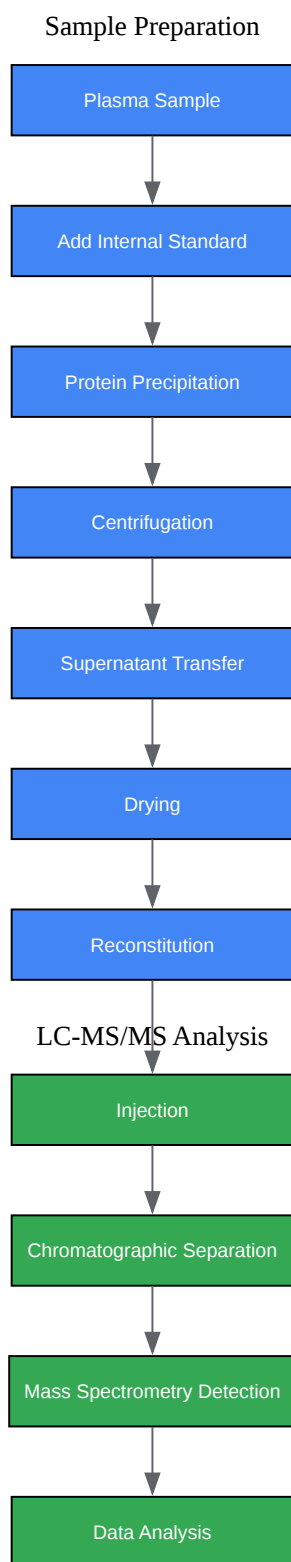 Sample Preparation
Plasma Sample
Add Internal Standard
Protein Precipitation
Centrifugation
Supernatant Transfer
Drying
Reconstitution
LC-MS/MS Analysis
Injection
Chromatographic Separation
Mass Spectrometry Detection
Data Analysis